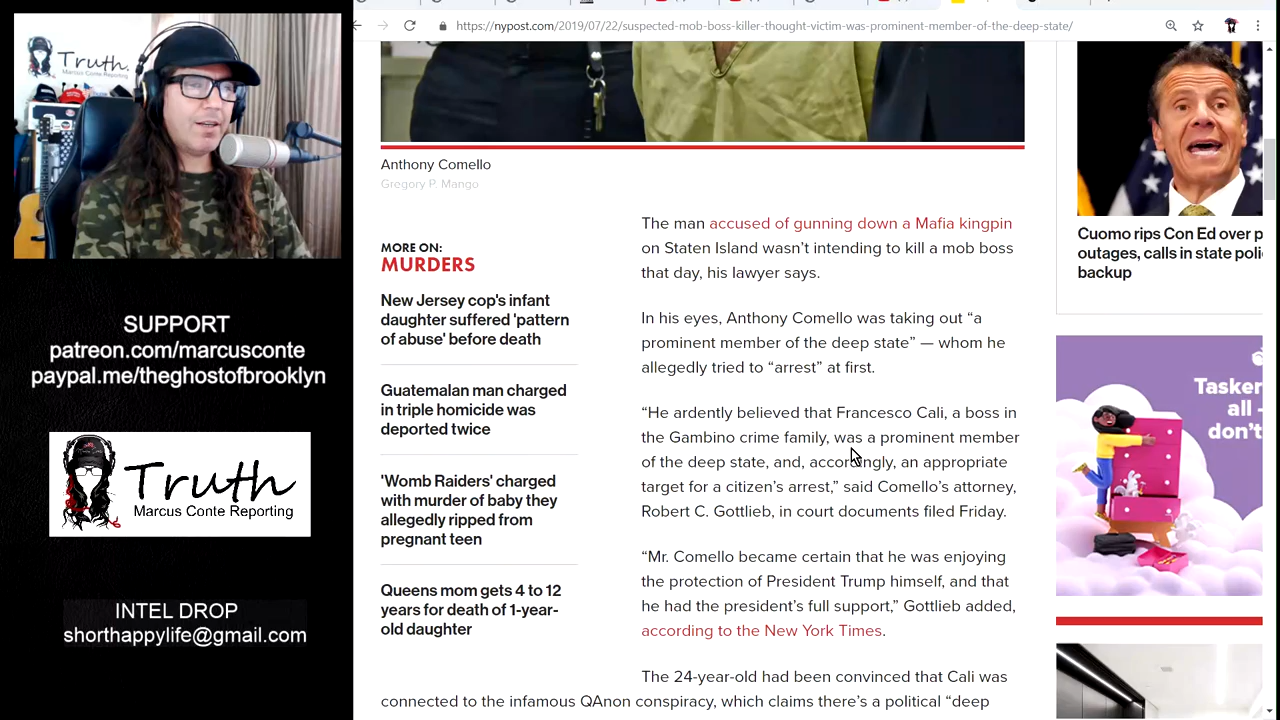 https://nypost.com/2019/07/22/suspected-mob-boss-killer-thought-victim-was-prominent-member-of-the-deep-state/
Truth.
Marcus Conte Reporting
SUPPORT
patreon.com/marcusconte
paypal.me/theghostofbrooklyn
Truth
Marcus Conte Reporting
INTEL DROP
shorthappylife@gmail.com
Anthony Comello
Gregory P. Mango
MORE ON:
MURDERS
New Jersey cop's infant
daughter suffered 'pattern
of abuse' before death
Guatemalan man charged
in triple homicide was
deported twice
'Womb Raiders' charged
with murder of baby they
allegedly ripped from
pregnant teen
Queens mom gets 4 to 12
years for death of 1-year-
old daughter
The man accused of gunning down a Mafia kingpin
on Staten Island wasn’t intending to kill a mob boss
that day, his lawyer says.
In his eyes, Anthony Comello was taking out “a
prominent member of the deep state” — whom he
allegedly tried to “arrest” at first.
“He ardently believed that Francesco Cali, a boss in
the Gambino crime family, was a prominent member
of the deep state, and, accordingly, an appropriate
target for a citizen’s arrest,” said Comello’s attorney,
Robert C. Gottlieb, in court documents filed Friday.
“Mr. Comello became certain that he was enjoying
the protection of President Trump himself, and that
he had the president’s full support,” Gottlieb added,
according to the New York Times.
The 24-year-old had been convinced that Cali was
connected to the infamous QAnon conspiracy, which claims there’s a political “deep
Cuomo rips Con Ed over p
outages, calls in state poli
backup
Tasker
all -
don't